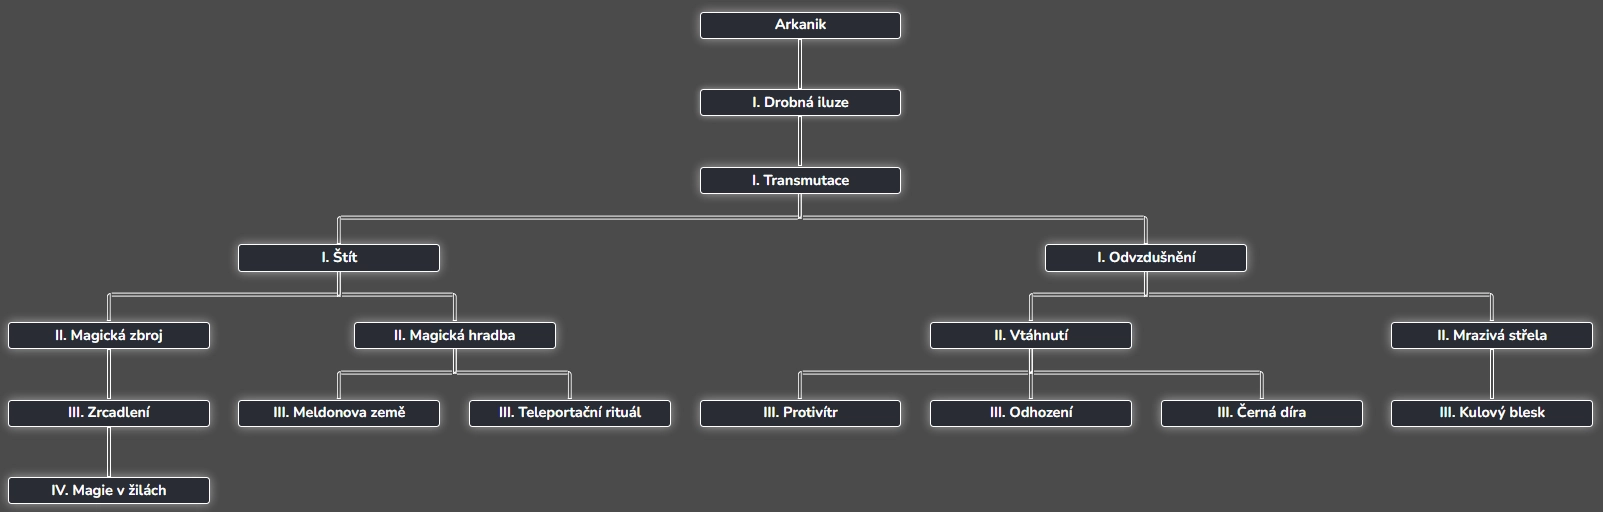 Arkanik
I. Drobná iluze
I. Transmutace
I. Štít
I. Odvzdušnění
II. Magická zbroj
II. Magická hradba
II. Vtáhnutí
II. Mrazivá střela
III. Zrcadlení
III. Meldonova země
III. Teleportační rituál
III. Protivítr
III. Odhození
III. Černá díra
III. Kulový blesk
IV. Magie v žilách